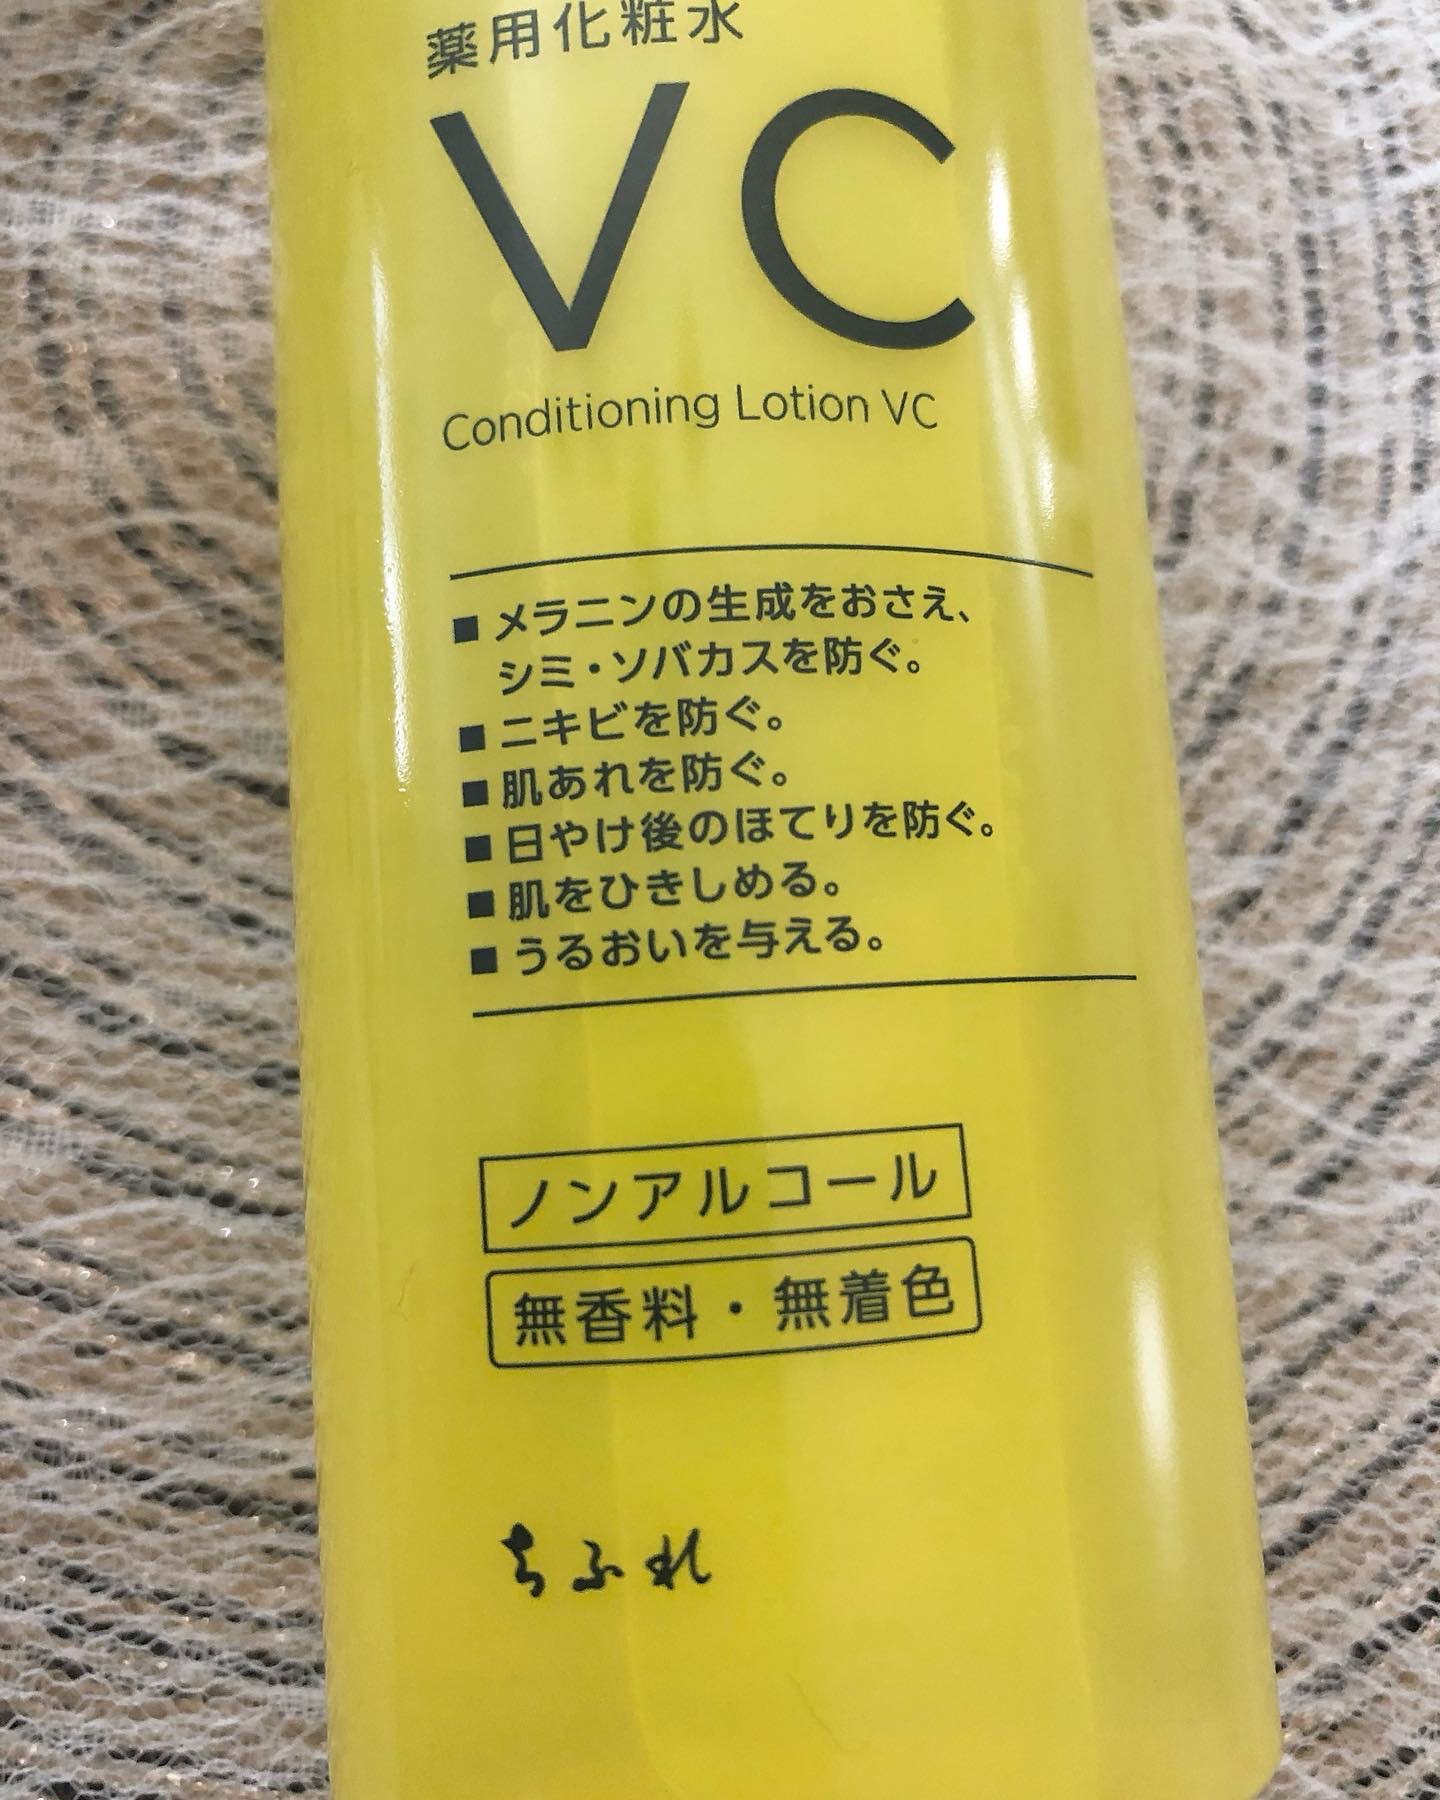 薬用化粧水
VC
Conditioning Lotion VC
■ メラニンの生成をおさえ、
シミ・ソバカスを防ぐ。
■ ニキビを防ぐ。
■ 肌あれを防ぐ。
■ 日やけ後のほてりを防ぐ。
■ 肌をひきしめる。
■ うるおいを与える。
ノンアルコール
無香料・無着色
ちふれ